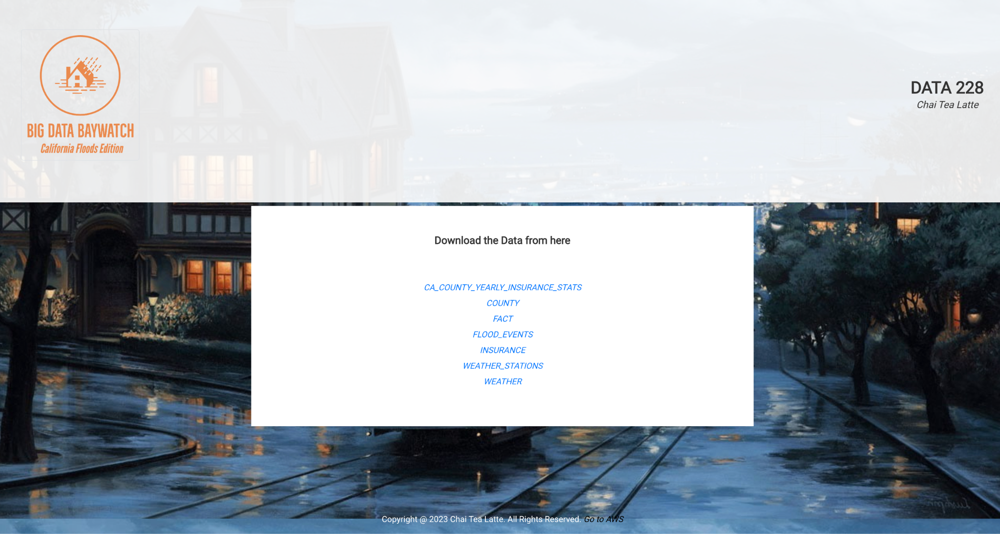 BIG DATA BAYWATCH
California Floods Edition
DATA 228
Chai Tea Latte
Download the Data from here
CA_COUNTY_YEARLY_INSURANCE_STATS
COUNTY
FACT
FLOOD_EVENTS
INSURANCE
WEATHER_STATIONS
WEATHER
Copyright @ 2023 Chai Tea Latte. All Rights Reserved. Go to AWS